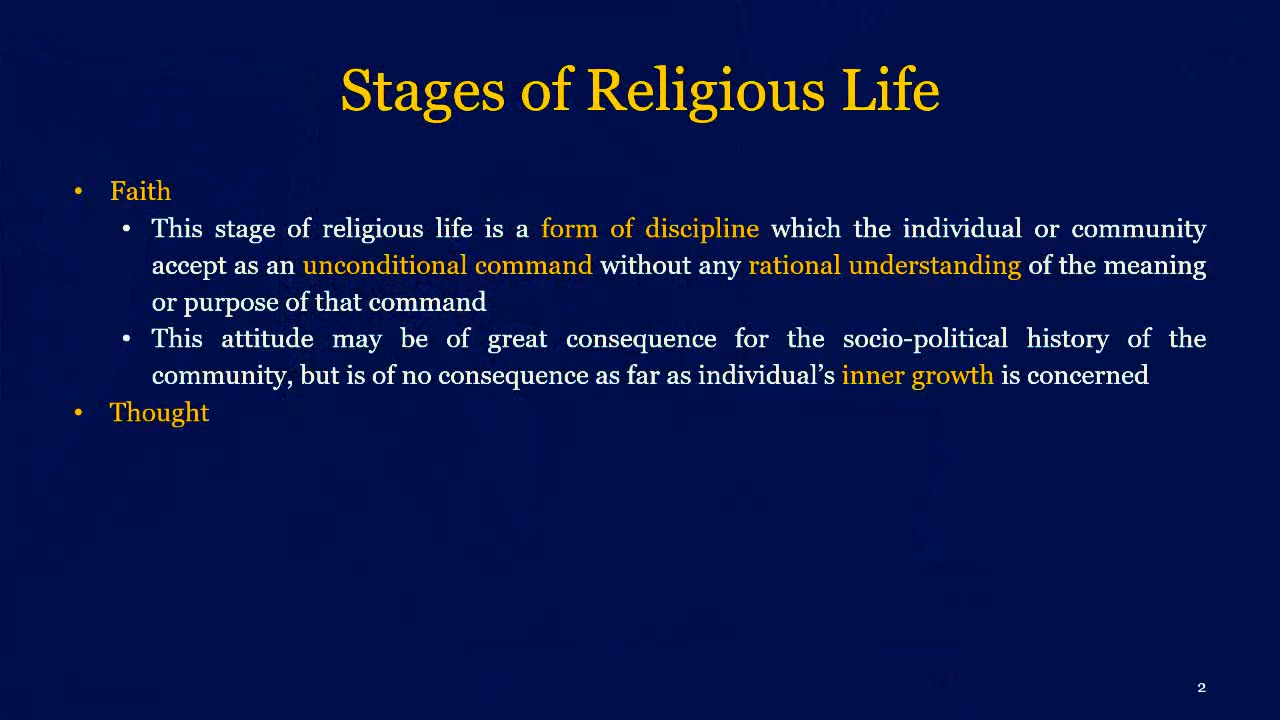 Stages of Religious Life
• Faith
• This stage of religious life is a form of discipline which the individual or community
accept as an unconditional command without any rational understanding of the meaning
or purpose of that command
• This attitude may be of great consequence for the socio-political history of the
community, but is of no consequence as far as individual’s inner growth is concerned
• Thought
2